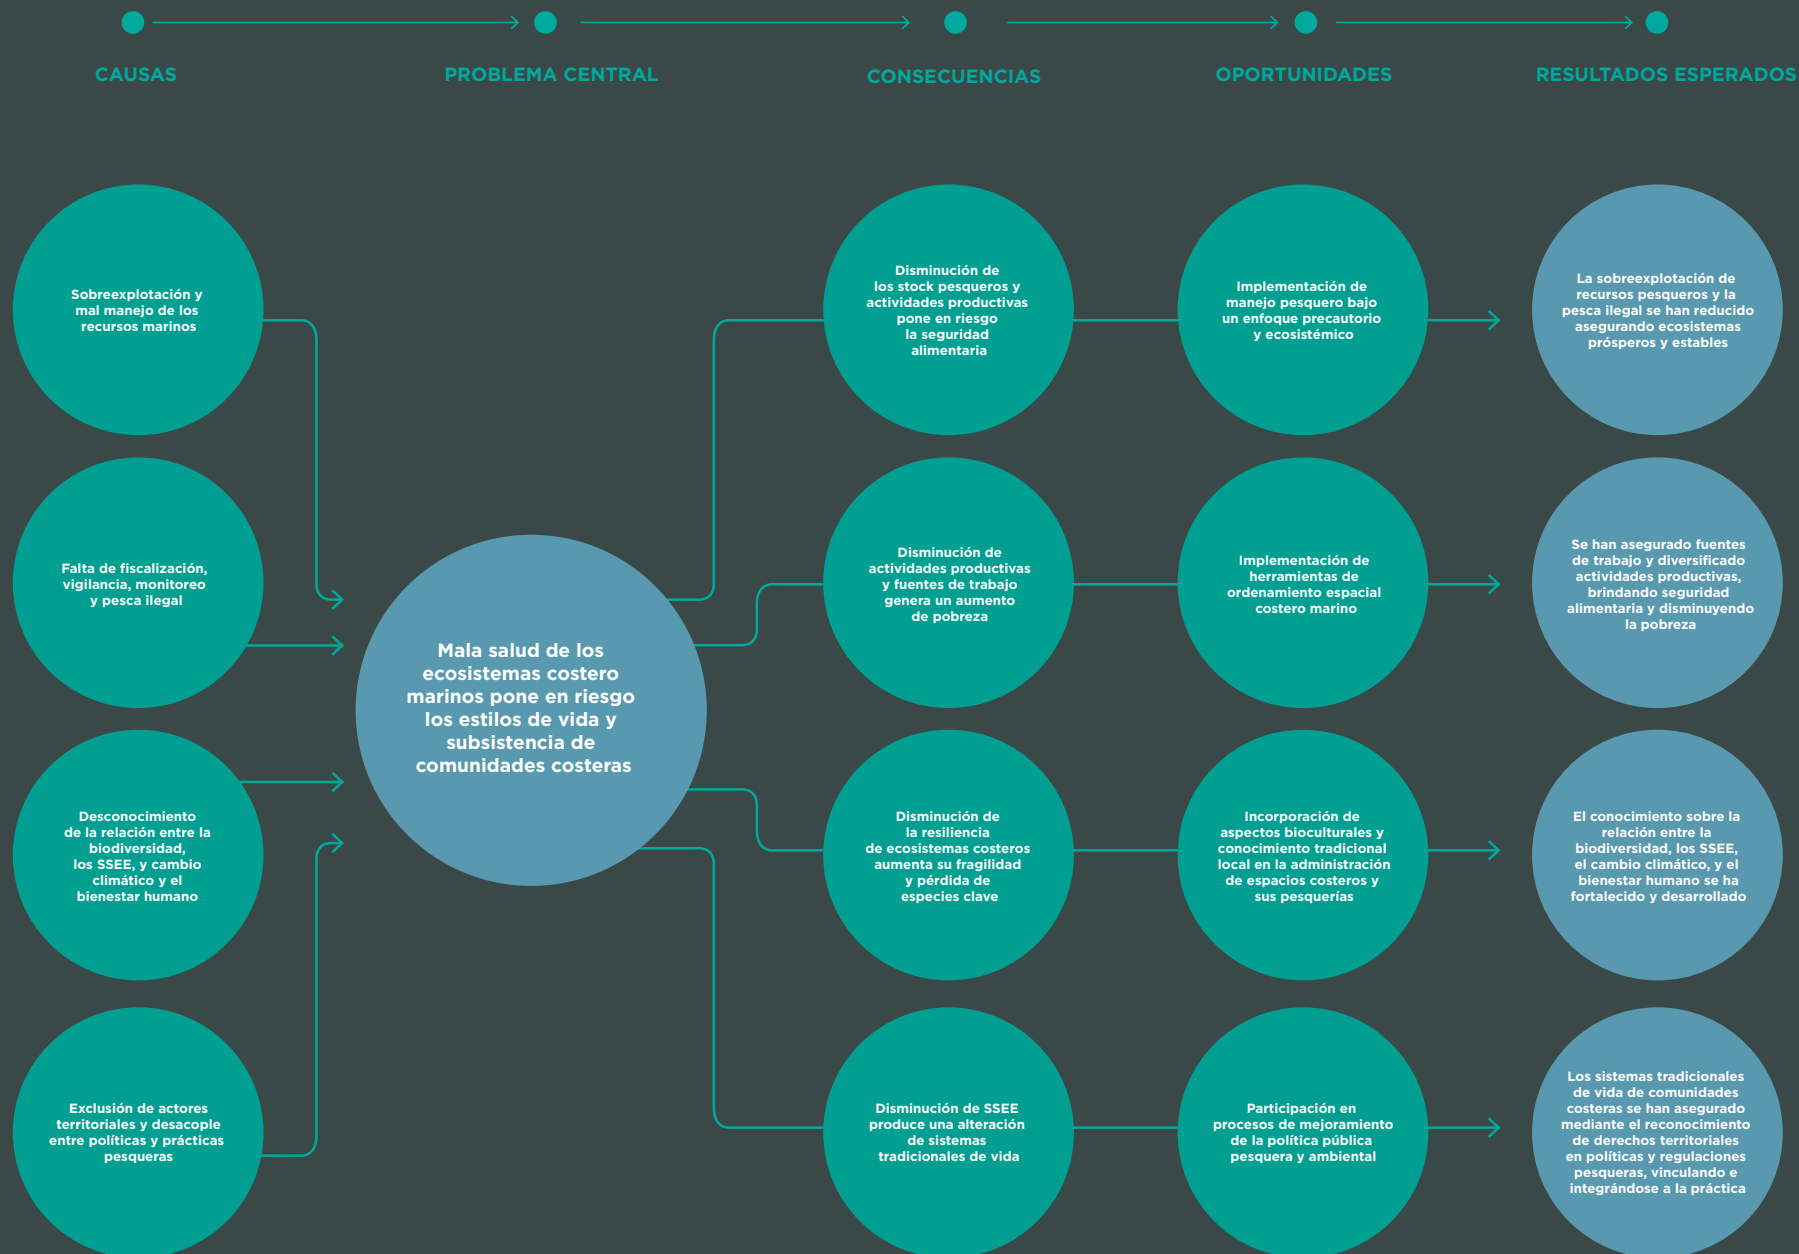 CAUSAS
PROBLEMA CENTRAL
CONSECUENCIAS
OPORTUNIDADES
RESULTADOS ESPERADOS
Sobreexplotación y
mal manejo de los
recursos marinos
Falta de fiscalización,
vigilancia, monitoreo
y pesca ilegal
Desconocimiento
de la relación entre la
biodiversidad,
los SSEE, y cambio
climático y el
bienestar humano
Exclusión de actores
territoriales y desacople
entre políticas y prácticas
pesqueras
Mala salud de los
ecosistemas costero
marinos pone en riesgo
los estilos de vida y
subsistencia de
comunidades costeras
Disminución de
los stock pesqueros y
actividades productivas
pone en riesgo
la seguridad
alimentaria
Disminución de
actividades productivas
y fuentes de trabajo
genera un aumento
de pobreza
Disminución de
la resiliencia
de ecosistemas costeros
aumenta su fragilidad
y pérdida de
especies clave
Disminución de SSEE
produce una alteración
de sistemas
tradicionales de vida
Implementación de
manejo pesquero bajo
un enfoque precautorio
y ecosistémico
Implementación de
herramientas de
ordenamiento espacial
costero marino
Incorporación de
aspectos bioculturales y
conocimiento tradicional
local en la administración
de espacios costeros y
sus pesquerías
Participación en
procesos de mejoramiento
de la política pública
pesquera y ambiental
La sobreexplotación de
recursos pesqueros y la
pesca ilegal se han reducido
asegurando ecosistemas
prósperos y estables
Se han asegurado fuentes
de trabajo y diversificado
actividades productivas,
brindando seguridad
alimentaria y disminuyendo
la pobreza
El conocimiento sobre la
relación entre la
biodiversidad, los SSEE,
el cambio climático, y el
bienestar humano se ha
fortalecido y desarrollado
Los sistemas tradicionales
de vida de comunidades
costeras se han asegurado
mediante el reconocimiento
de derechos territoriales
en políticas y regulaciones
pesqueras, vinculando e
integrándose a la práctica